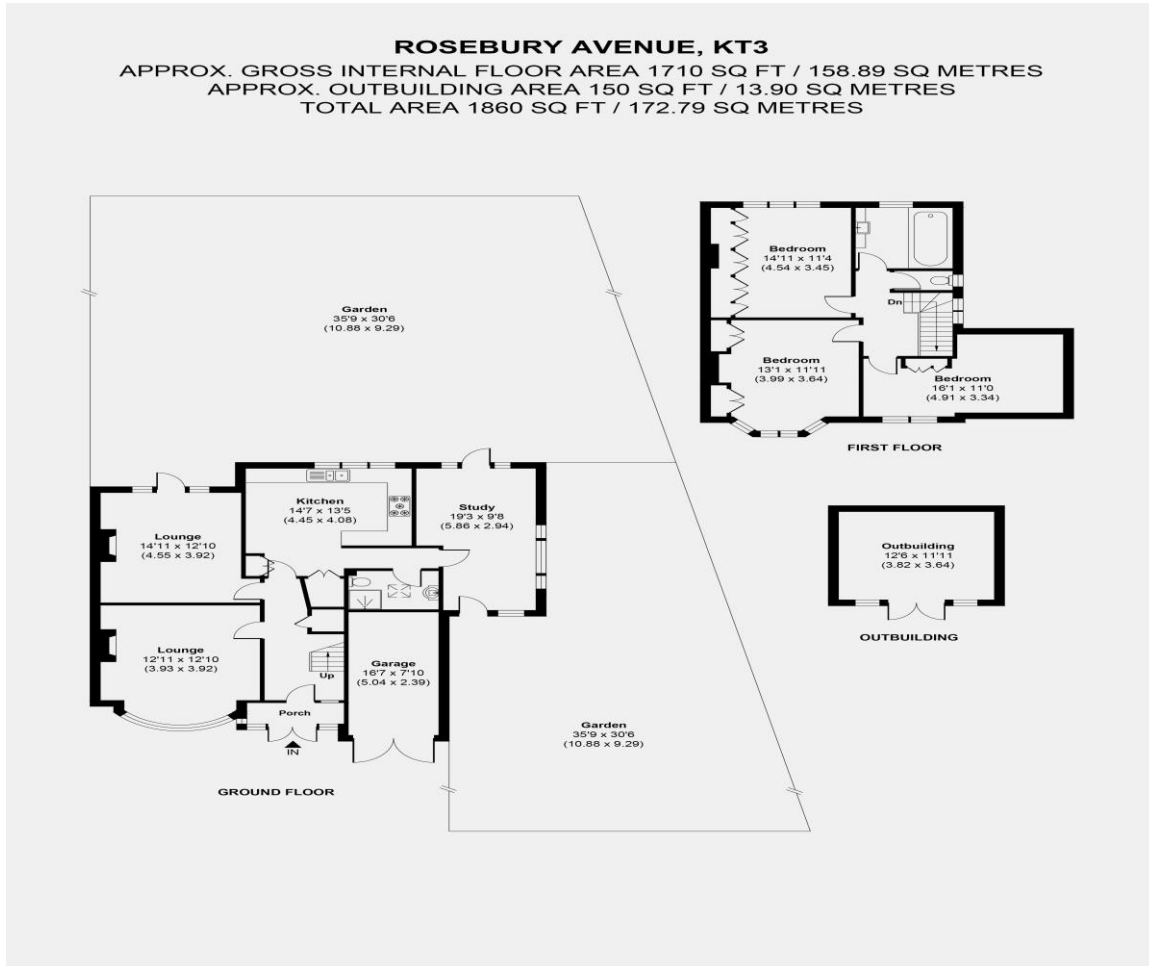 ROSEBURY AVENUE, KT3
APPROX. GROSS INTERNAL FLOOR AREA 1710 SQ FT / 158.89 SQ METRES
APPROX. OUTBUILDING AREA 150 SQ FT / 13.90 SQ METRES
TOTAL AREA 1860 SQ FT / 172.79 SQ METRES
Garden
35'9 x 30'6
(10.88 x 9.29)
Kitchen
14'7 x 13'5
(4.45 x 4.08)
Study
19'3 x 9'8
(5.86 x 2.94)
Lounge
14'11 x 12'10
(4.55 x 3.92)
Lounge
12'11 x 12'10
(3.93 x 3.92)
Up
Garage
16'7 x 7'10
(5.04 x 2.39)
Porch
IN
Garden
35'9 x 30'6
(10.88 x 9.29)
GROUND FLOOR
Bedroom
14'11 x 11'4
(4.54 x 3.45)
Dn
Bedroom
13'1 x 11'11
(3.99 x 3.64)
Bedroom
16'1 x 11'0
(4.91 x 3.34)
FIRST FLOOR
Outbuilding
12'6 x 11'11
(3.82 x 3.64)
OUTBUILDING